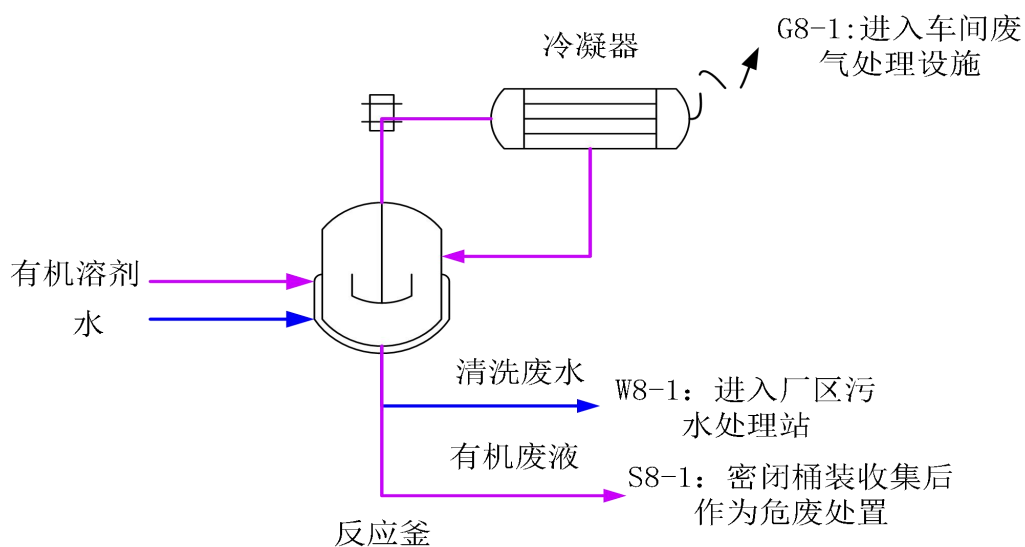 冷凝器
G8-1:进入车间废
气处理设施
有机溶剂
水
清洗废水
W8-1: 进入厂区污
水处理站
有机废液
S8-1: 密闭桶装收集后
作为危废处置
反应釜